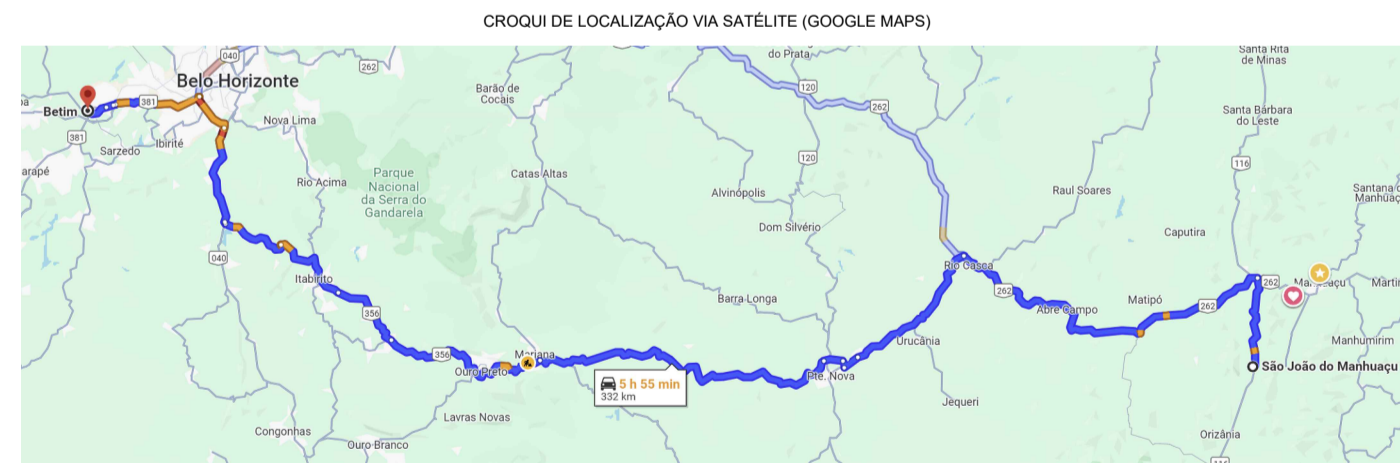 CROQUI DE LOCALIZAÇÃO VIA SATÉLITE (GOOGLE MAPS)
040
262
do Prata
Santa Rita
de Minas
Belo Horizonte
Barão de
Cocais
120
262
Betim
381
Nova Lima
Santa Bárbara
do Leste
381
Sarzedo
Ibirité
120
116
arapé
Rio Acima
Parque
Nacional
da Serra do
Gandarela
Catas Altas
Alvinópolis
Raul Soares
Santana d
Manhuaç
Dom Silvério
Caputira
040
Itabirito
Rio Casca
262
262
Abre Campo
Matipó
262
Martin
Barra Longa
356
356
Mariana
Ouro Preto
5 h 55 min
332 km
Pte. Nova
Urucânia
Manhumirim
São João do Manhuaçu
Jequeri
Lavras Novas
Congonhas
Ouro Branco
Orizânia
116